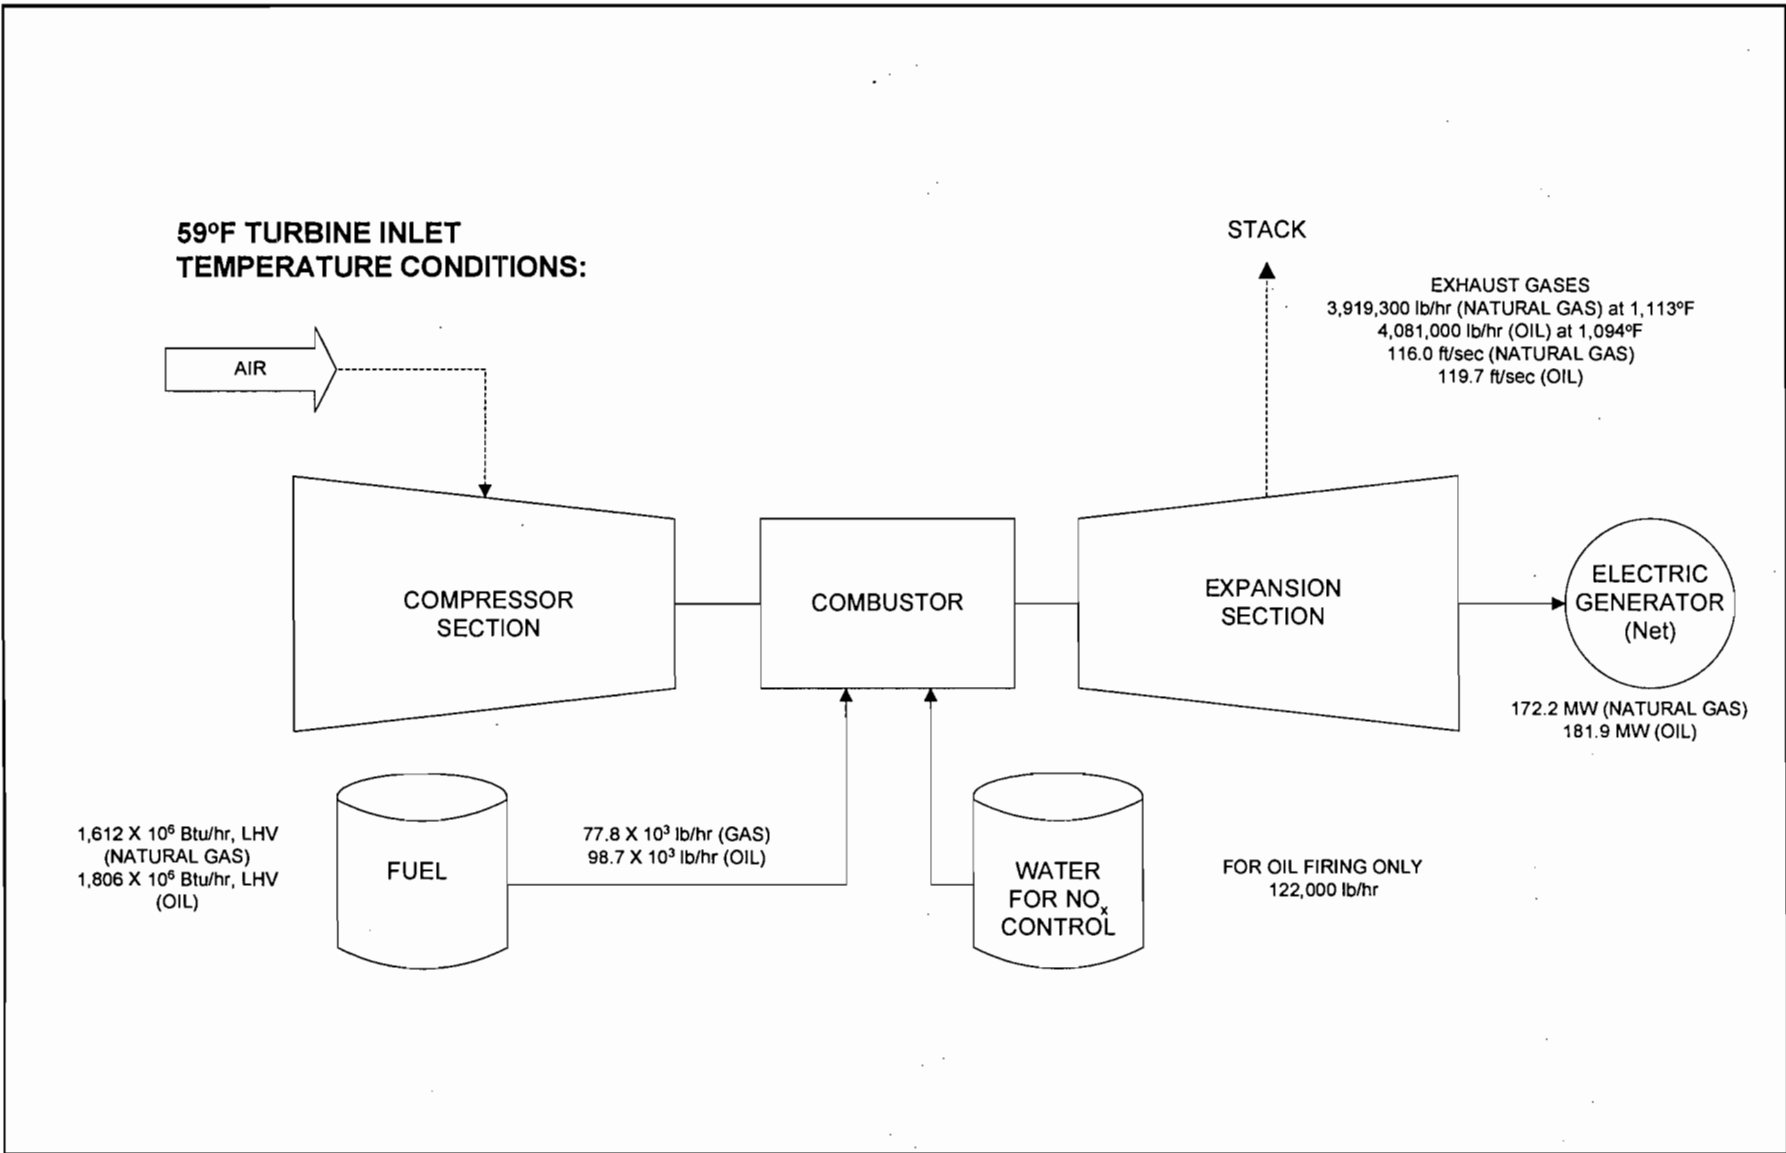 59ºF TURBINE INLET
TEMPERATURE CONDITIONS:
AIR
STACK
EXHAUST GASES
3,919,300 lb/hr (NATURAL GAS) at 1,113ºF
4,081,000 lb/hr (OIL) at 1,094ºF
116.0 ft/sec (NATURAL GAS)
119.7 ft/sec (OIL)
COMPRESSOR
SECTION
COMBUSTOR
EXPANSION
SECTION
ELECTRIC
GENERATOR
(Net)
172.2 MW (NATURAL GAS)
181.9 MW (OIL)
1,612 X 10⁶ Btu/hr, LHV
(NATURAL GAS)
1,806 X 10⁶ Btu/hr, LHV
(OIL)
FUEL
77.8 X 10³ lb/hr (GAS)
98.7 X 10³ lb/hr (OIL)
WATER
FOR NOₓ
CONTROL
FOR OIL FIRING ONLY
122,000 lb/hr